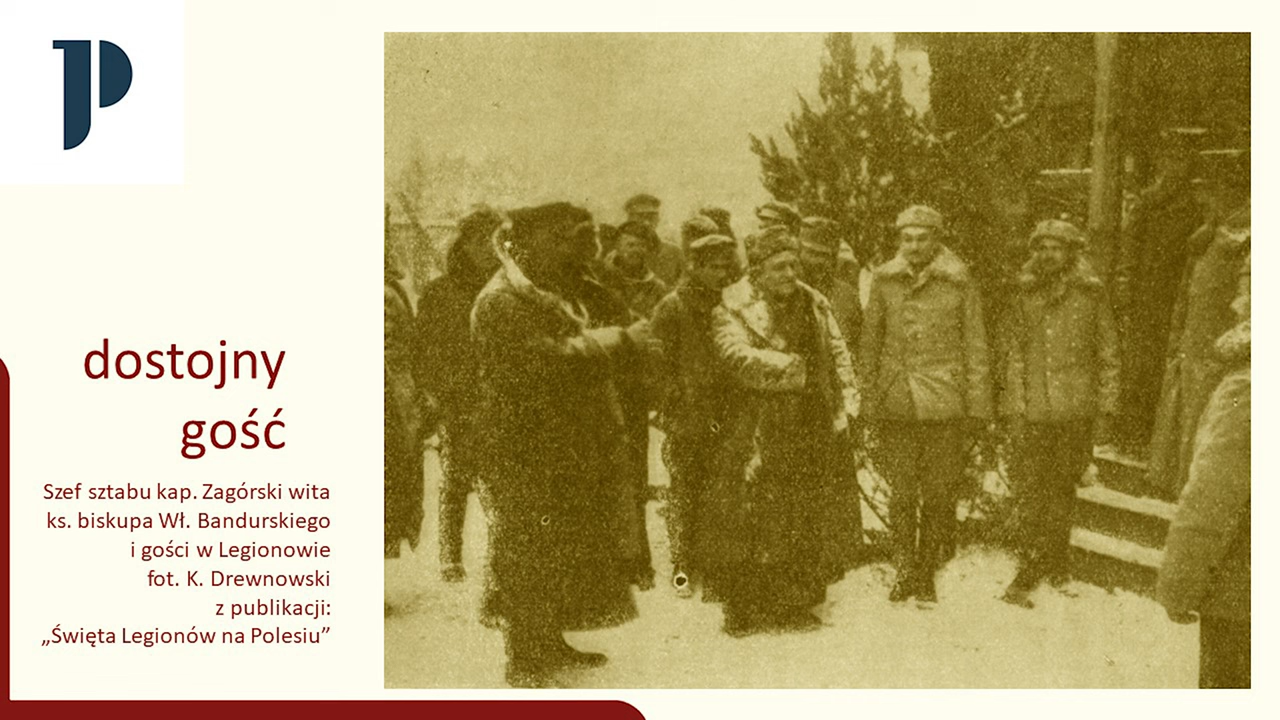 dostojny
gość
Szef sztabu kap. Zagórski wita
ks. biskupa Wł. Bandurskiego
i gości w Legionowie
fot. K. Drewnowski
z publikacji:
„Święta Legionów na Polesiu”